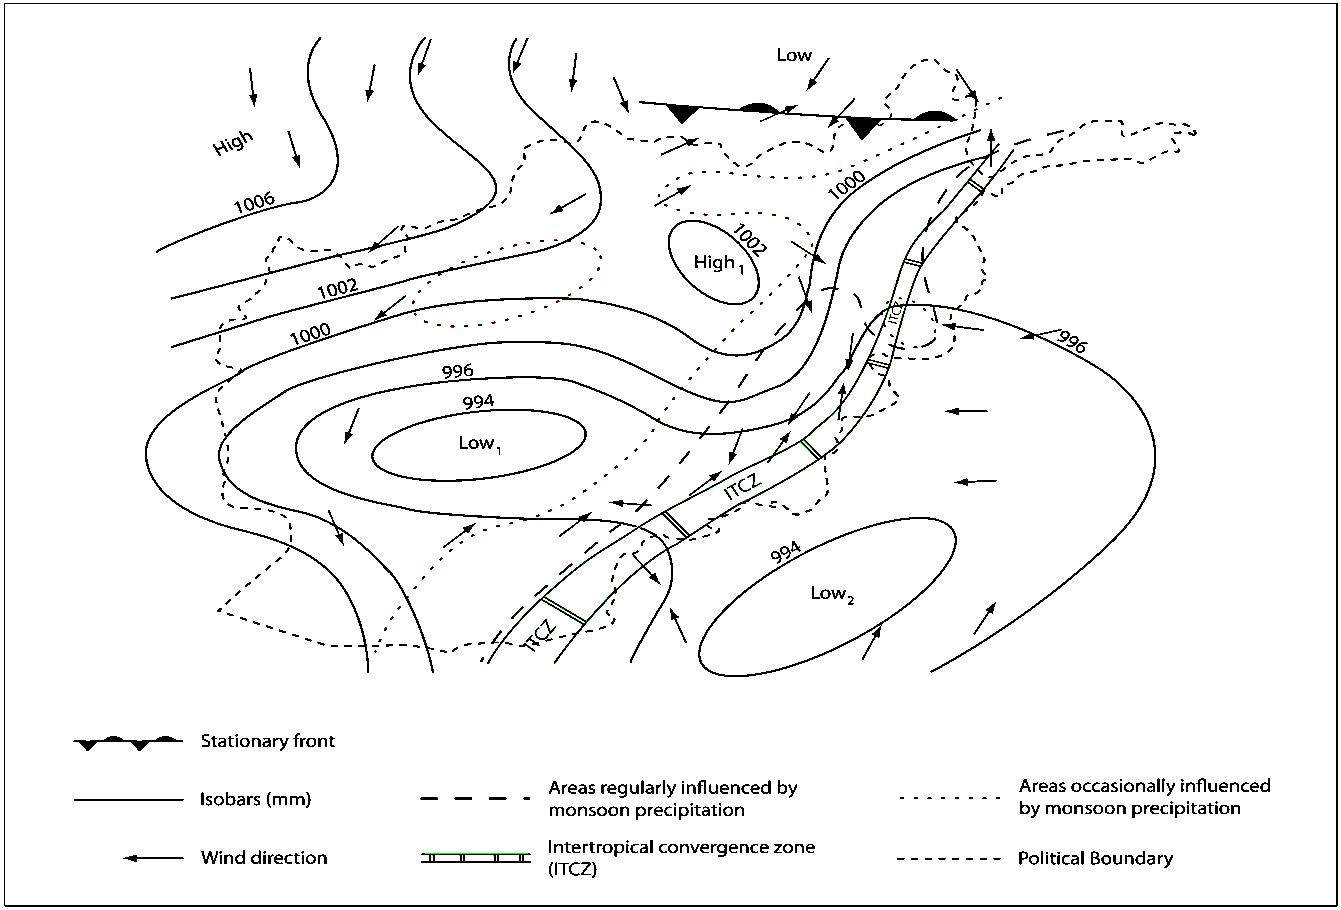 Low
High
1006
1000
1002
High1
1002
1000
996
996
994
Low1
ITCZ
ITCZ
994
Low2
ITCZ
Stationary front
Isobars (mm)
Wind direction
Areas regularly influenced by
monsoon precipitation
Intertropical convergence zone
(ITCZ)
Areas occasionally influenced
by monsoon precipitation
Political Boundary